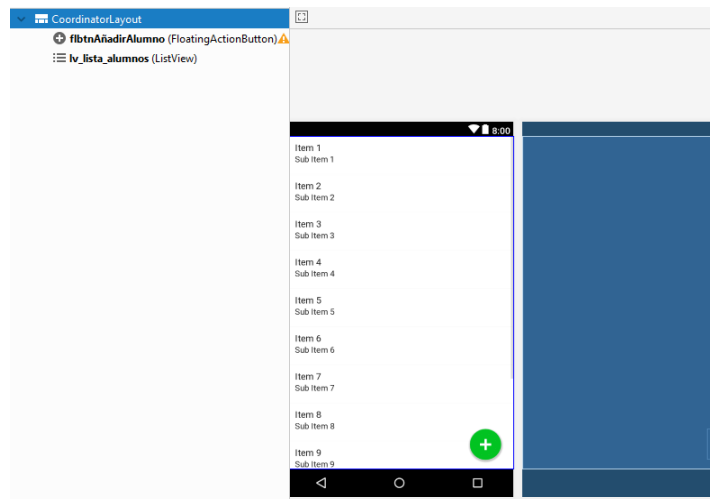 CoordinatorLayout
flbtnAñadirAlumno (FloatingActionButton)
lv_lista_alumnos (ListView)
8:00
Item 1
Sub Item 1
Item 2
Sub Item 2
Item 3
Sub Item 3
Item 4
Sub Item 4
Item 5
Sub Item 5
Item 6
Sub Item 6
Item 7
Sub Item 7
Item 8
Sub Item 8
Item 9
Sub Item 9